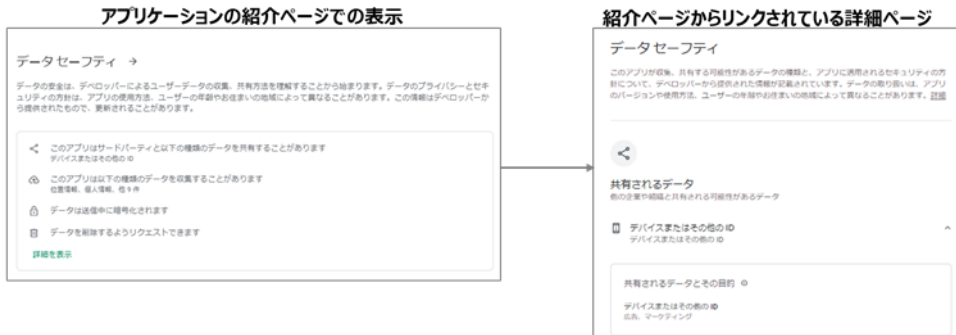 アプリケーションの紹介ページでの表示
データ セーフティ →
データの安全は、デベロッパーによるユーザーデータの収集、共有方法を理解することから始まります。データのプライバシーとセキ
ュリティの方針は、アプリの使用方法、ユーザーの年齢やお住まいの地域によって異なることがあります。この情報はデベロッパーか
ら提供されたもので、更新されることがあります。
このアプリはサードパーティと以下の種類のデータを共有することがあります
デバイスまたはその他の ID
このアプリは以下の種類のデータを収集することがあります
位置情報、個人情報、他 9 件
データは送信中に暗号化されます
データを削除するようリクエストできます
詳細を表示
紹介ページからリンクされている詳細ページ
データ セーフティ
このアプリが収集、共有する可能性があるデータの種類と、アプリに適用されるセキュリティの方
針について、デベロッパーから提供された情報が記載されています。データの取り扱いは、アプリ
のバージョンや使用方法、ユーザーの年齢やお住まいの地域によって異なることがあります。詳細
共有されるデータ
他の企業や組織と共有される可能性があるデータ
デバイスまたはその他の ID
デバイスまたはその他の ID
共有されるデータとその目的
デバイスまたはその他の ID
広告、マーケティング